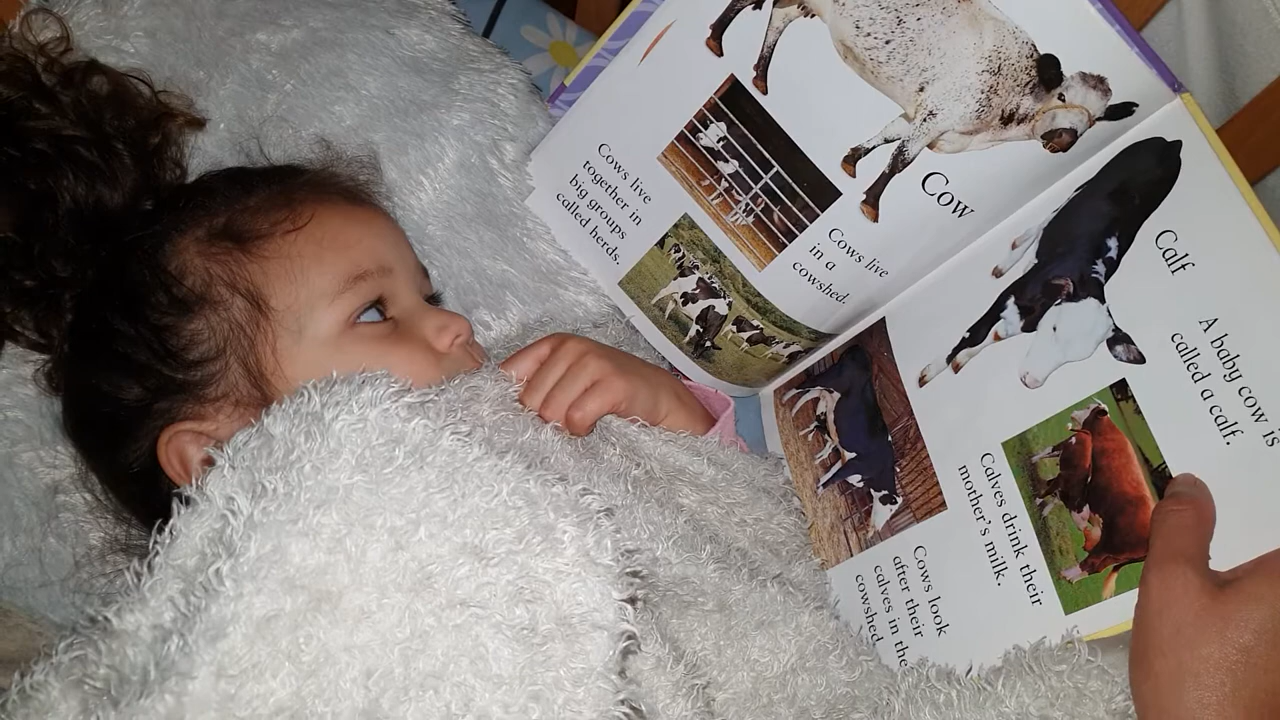 Cow
Cows live
in a
cowshed.
Cows live
together in
big groups
called herds.
Calf
A baby cow is
called a calf.
Calves drink their
mother's milk.
Cows look
after their
calves in the
cowshed